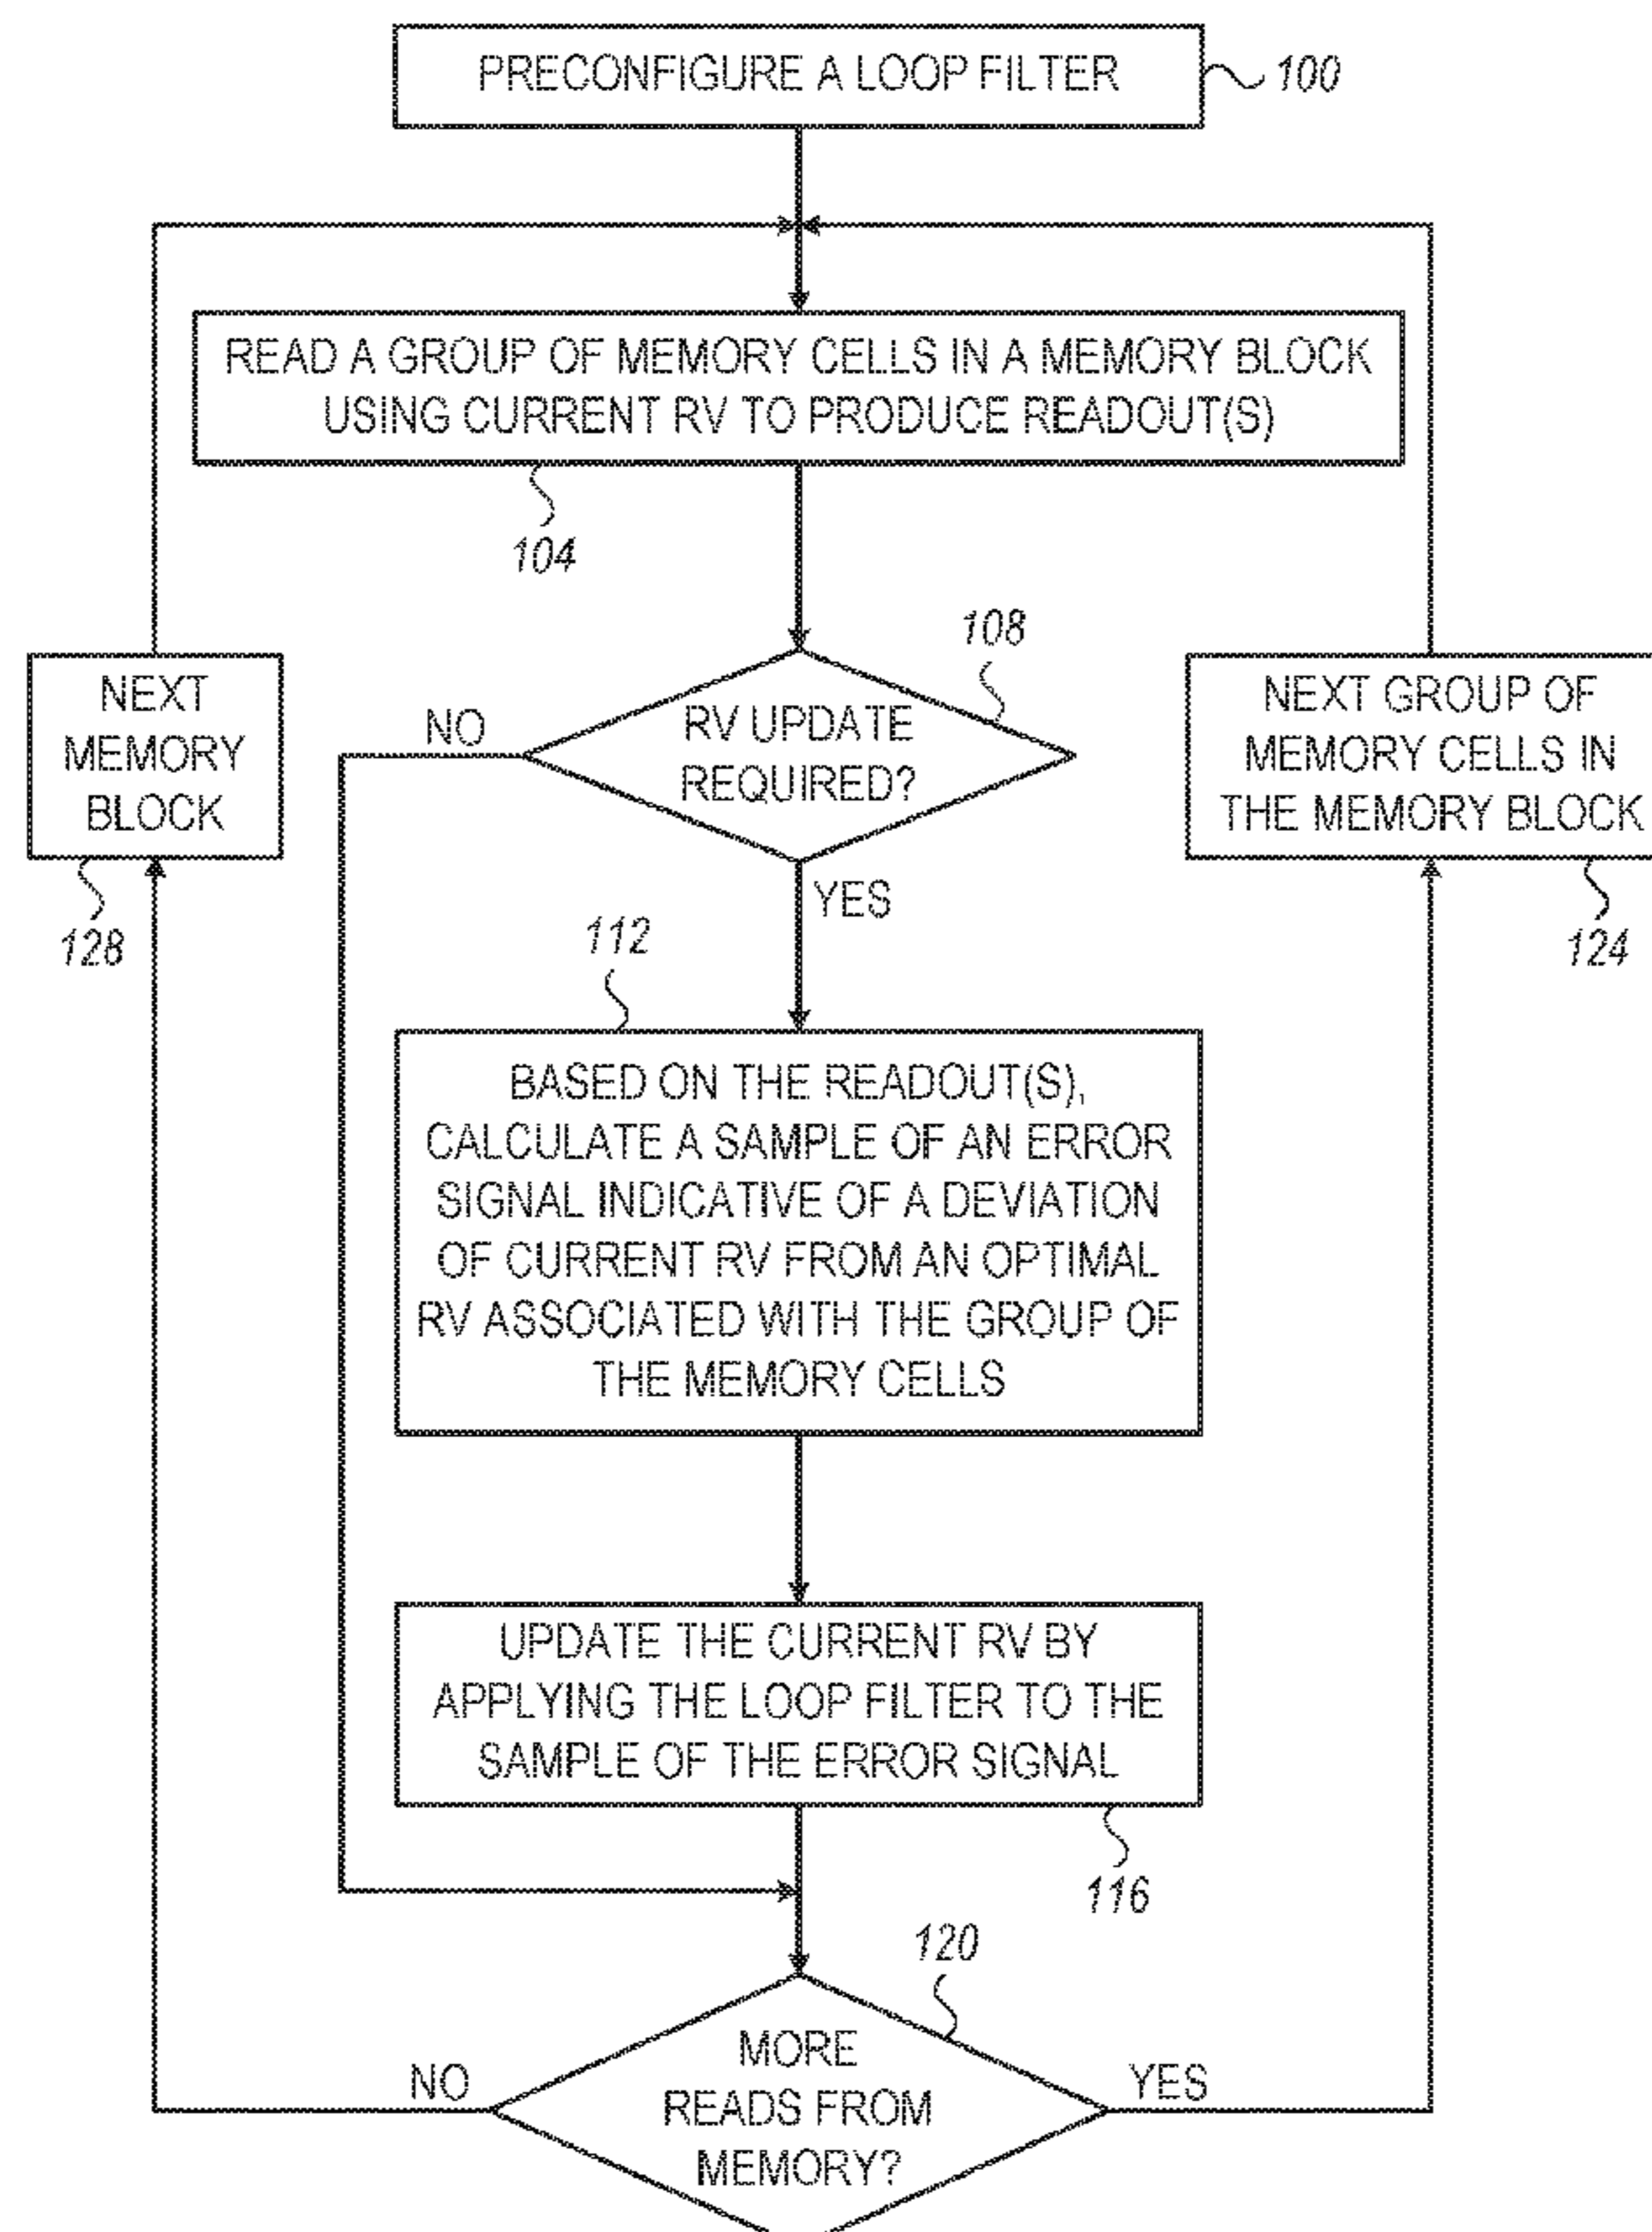 PRECONFIGURE A LOOP FILTER
100
READ A GROUP OF MEMORY CELLS IN A MEMORY BLOCK
USING CURRENT RV TO PRODUCE READOUT(S)
104
108
RV UPDATE
REQUIRED?
NO
YES
NEXT
MEMORY
BLOCK
128
NEXT GROUP OF
MEMORY CELLS IN
THE MEMORY BLOCK
124
112
BASED ON THE READOUT(S),
CALCULATE A SAMPLE OF AN ERROR
SIGNAL INDICATIVE OF A DEVIATION
OF CURRENT RV FROM AN OPTIMAL
RV ASSOCIATED WITH THE GROUP OF
THE MEMORY CELLS
UPDATE THE CURRENT RV BY
APPLYING THE LOOP FILTER TO THE
SAMPLE OF THE ERROR SIGNAL
116
120
MORE
READS FROM
MEMORY?
NO
YES